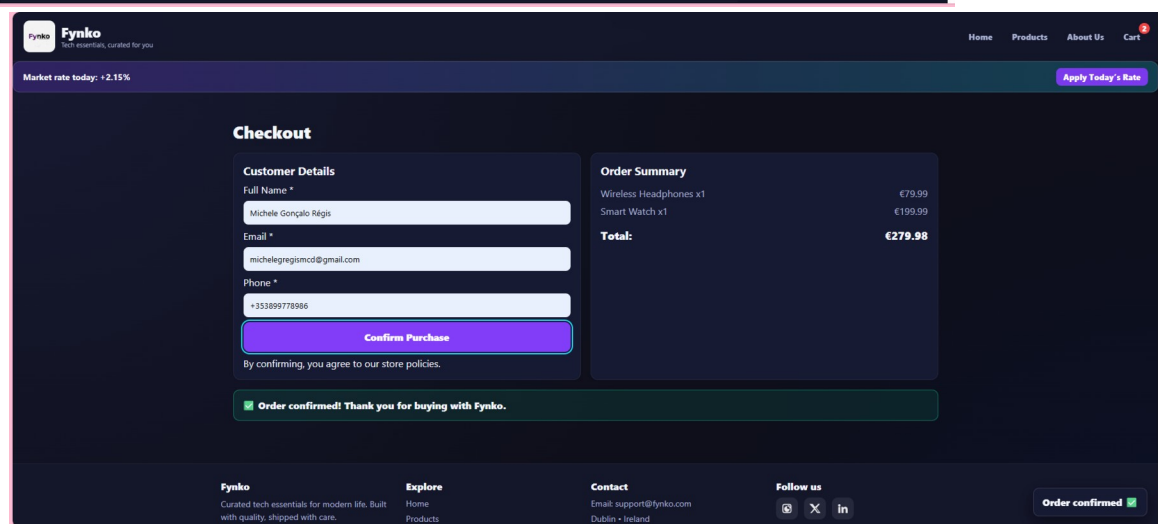 Fynko
Fynko
Tech essentials, curated for you
Home Products About Us Cart 2
Market rate today: +2.15%
Apply Today's Rate
Checkout
Customer Details
Full Name *
Michele Gonçalo Régis
Email *
michelegregismcd@gmail.com
Phone *
+353899778986
Confirm Purchase
By confirming, you agree to our store policies.
Order Summary
Wireless Headphones x1 €79.99
Smart Watch x1 €199.99
Total: €279.98
✅ Order confirmed! Thank you for buying with Fynko.
Fynko
Curated tech essentials for modern life. Built
with quality, shipped with care.
Explore
Home
Products
Contact
Email: support@fynko.com
Dublin • Ireland
Follow us
X in
Order confirmed ✅